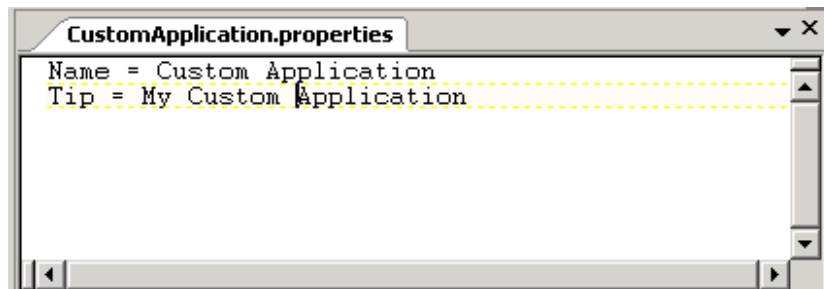 CustomApplication.properties
Name = Custom Application
Tip = My Custom Application